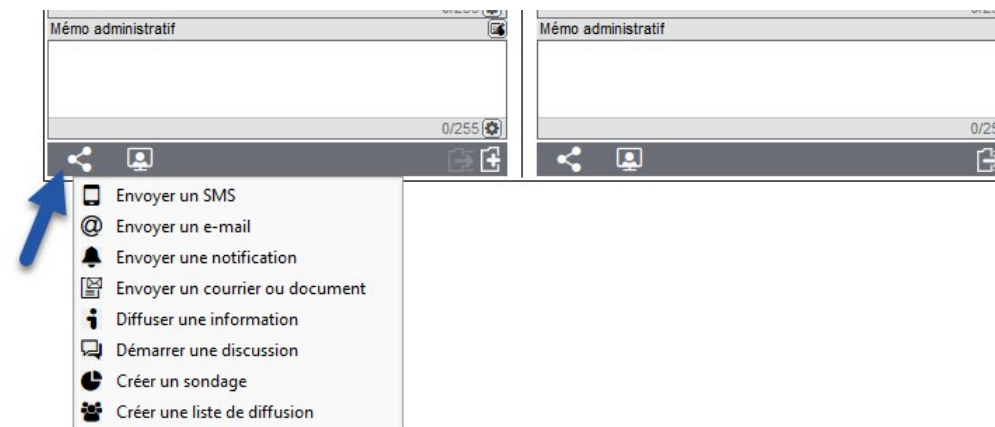 Mémo administratif
Mémo administratif
0/255
Envoyer un SMS
Envoyer un e-mail
Envoyer une notification
Envoyer un courrier ou document
Diffuser une information
Démarrer une discussion
Créer un sondage
Créer une liste de diffusion